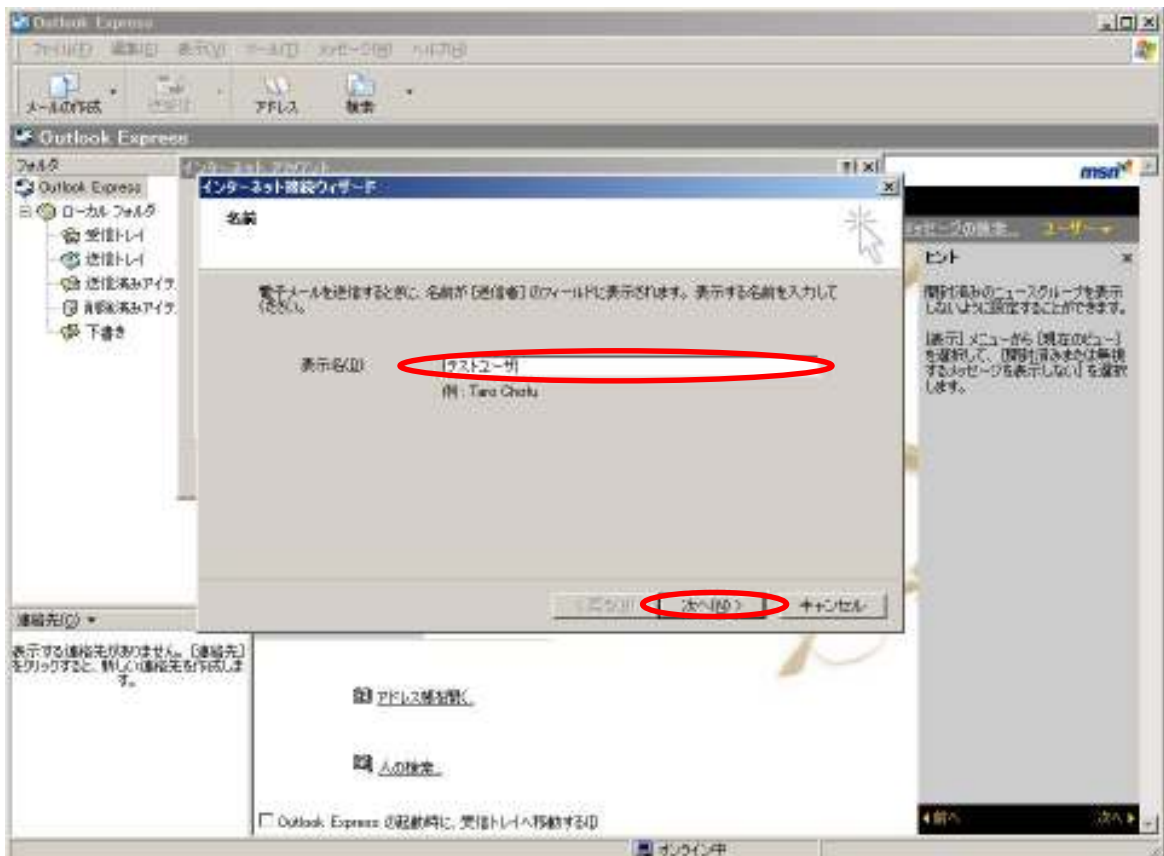 Outlook Express
ファイル(F) 編集(E) 表示(V) ツール(T) メッセージ(M) ヘルプ(H)
メールの作成 送受信 アドレス 検索
Outlook Express
フォルダ
Outlook Express
ローカル フォルダ
受信トレイ
送信トレイ
送信済みアイテ
削除済みアイテ
下書き
インターネット アカウント
インターネット接続ウィザード
名前
電子メールを送信するときに、名前が [送信者] のフィールドに表示されます。表示する名前を入力して
ください。
表示名(D)
テストユーザ
例 : Taro Chofu
< 戻る(B) 次へ(N) > キャンセル
msn
メッセージの検索... ユーザー
ヒント
開封済みのニュースグループを表示
しないように設定することができます。
[表示] メニューから [現在のビュー]
を選択して、[開封済みまたは無視
するメッセージを表示しない] を選択
します。
連絡先(C)
表示する連絡先がありません。[連絡先]
をクリックすると、新しい連絡先を作成しま
す。
アドレス帳を開く...
人の検索...
Outlook Express の起動時に、受信トレイへ移動する(I)
前へ 次へ
オンライン中